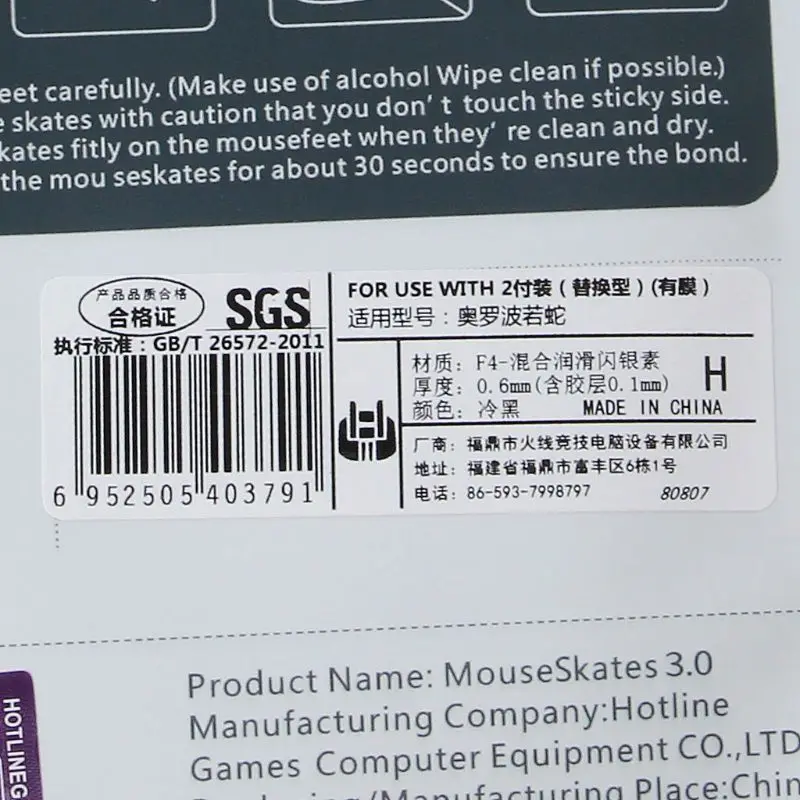 eet carefully. (Make use of alcohol Wipe clean if possible.)
e skates with caution that you don' t touch the sticky side.
kates fitly on the mousefeet when they' re clean and dry.
the mou seskates for about 30 seconds to ensure the bond.
产品品质合格
合格证
SGS
执行标准：GB/T 26572-2011
6 952505 403791
FOR USE WITH 2付装（替换型）(有膜)
适用型号：奥罗波若蛇
材质：F4-混合润滑闪银素
厚度：0.6mm(含胶层0.1mm)
H
颜色：冷黑 MADE IN CHINA
厂商：福鼎市火线竞技电脑设备有限公司
地址：福建省福鼎市富丰区6栋1号
电话：86-593-7998797 80807
Product Name: MouseSkates 3.0
Manufacturing Company:Hotline
Games Computer Equipment CO.,LTD
Manufacturing Place:Chin
HOTLINEG